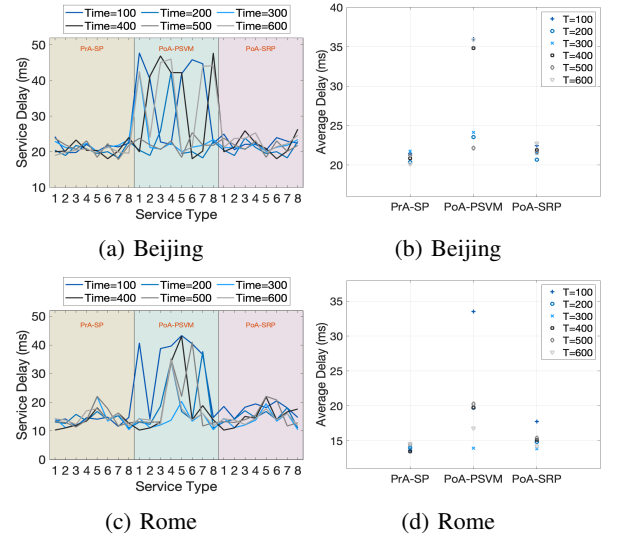 Time=100 Time=200 Time=300
Time=400 Time=500 Time=600
PrA-SP PoA-PSVM PoA-SRP
Service Delay (ms)
50
40
30
20
10
1 2 3 4 5 6 7 8 1 2 3 4 5 6 7 8 1 2 3 4 5 6 7 8
Service Type
(a) Beijing
Average Delay (ms)
40
35
30
25
20
T=100
T=200
T=300
T=400
T=500
T=600
PrA-SP PoA-PSVM PoA-SRP
(b) Beijing
Time=100 Time=200 Time=300
Time=400 Time=500 Time=600
PrA-SP PoA-PSVM PoA-SRP
Service Delay (ms)
50
40
30
20
10
0
1 2 3 4 5 6 7 8 1 2 3 4 5 6 7 8 1 2 3 4 5 6 7 8
Service Type
(c) Rome
Average Delay (ms)
35
30
25
20
15
T=100
T=200
T=300
T=400
T=500
T=600
PrA-SP PoA-PSVM PoA-SRP
(d) Rome